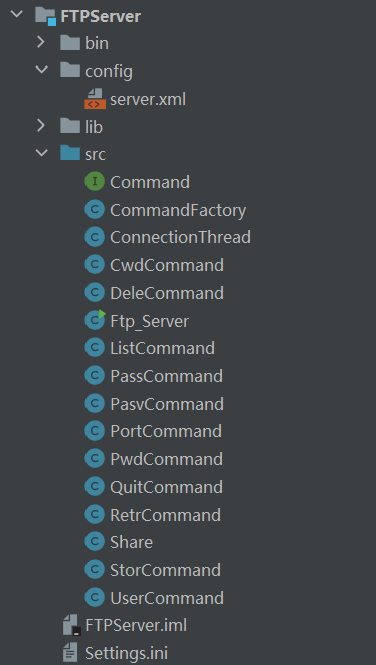 FTPServer
bin
config
server.xml
lib
src
Command
CommandFactory
ConnectionThread
CwdCommand
DeleCommand
Ftp_Server
ListCommand
PassCommand
PasvCommand
PortCommand
PwdCommand
QuitCommand
RetrCommand
Share
StorCommand
UserCommand
FTPServer.iml
Settings.ini